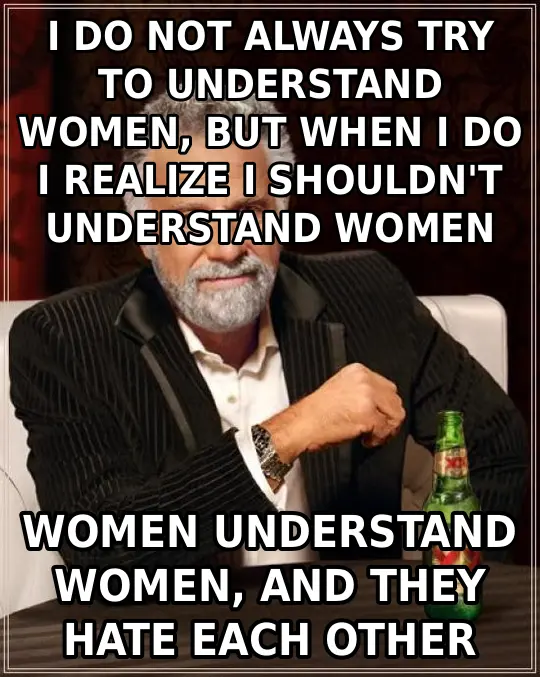 I DO NOT ALWAYS TRY
TO UNDERSTAND
WOMEN, BUT WHEN I DO
I REALIZE I SHOULDN'T
UNDERSTAND WOMEN
XX
WOMEN UNDERSTAND
WOMEN, AND THEY
HATE EACH OTHER